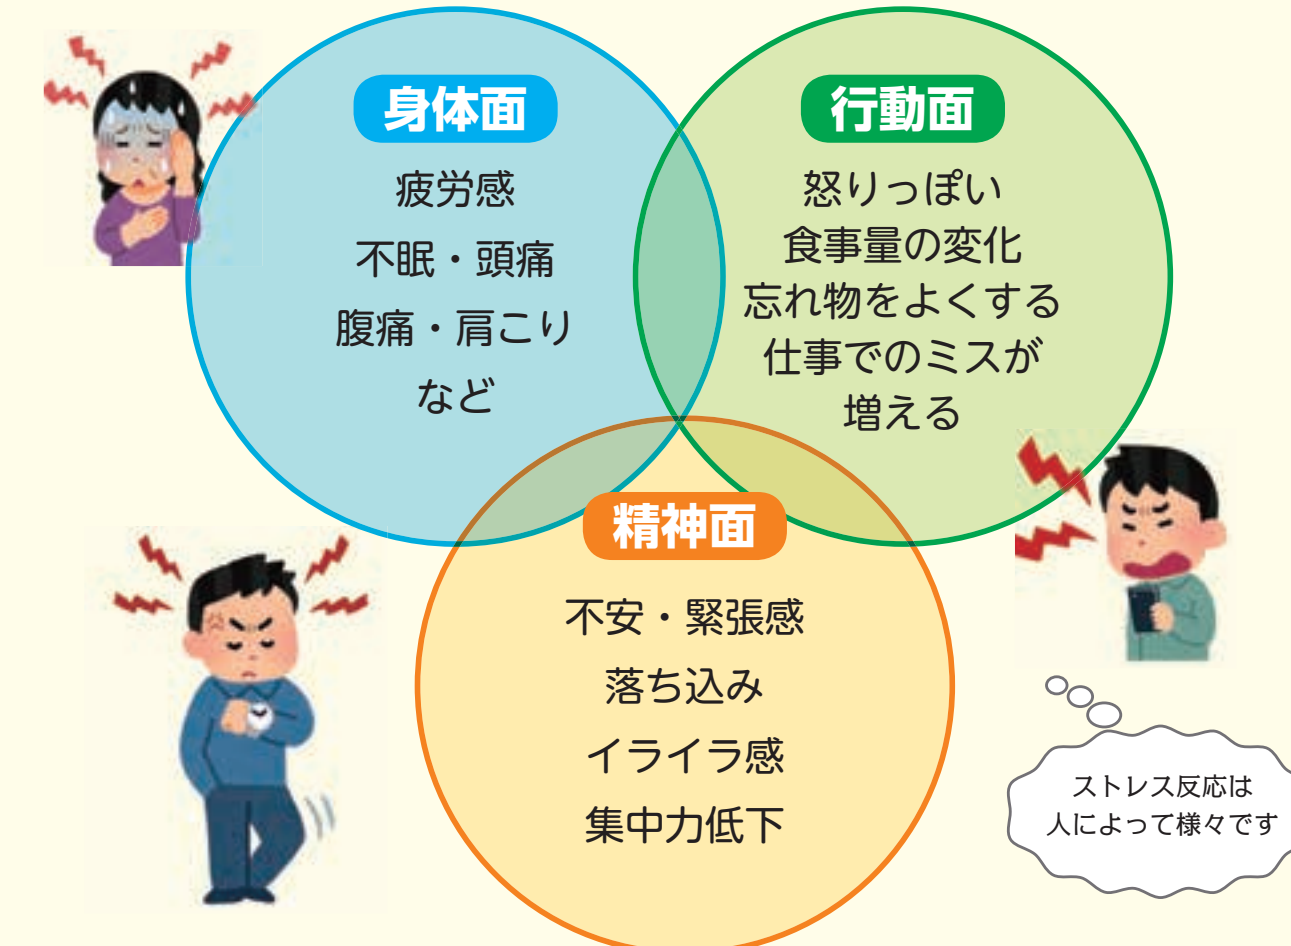 身体面
疲労感
不眠・頭痛
腹痛・肩こり
など
行動面
怒りっぽい
食事量の変化
忘れ物をよくする
仕事でのミスが
増える
精神面
不安・緊張感
落ち込み
イライラ感
集中力低下
ストレス反応は
人によって様々です